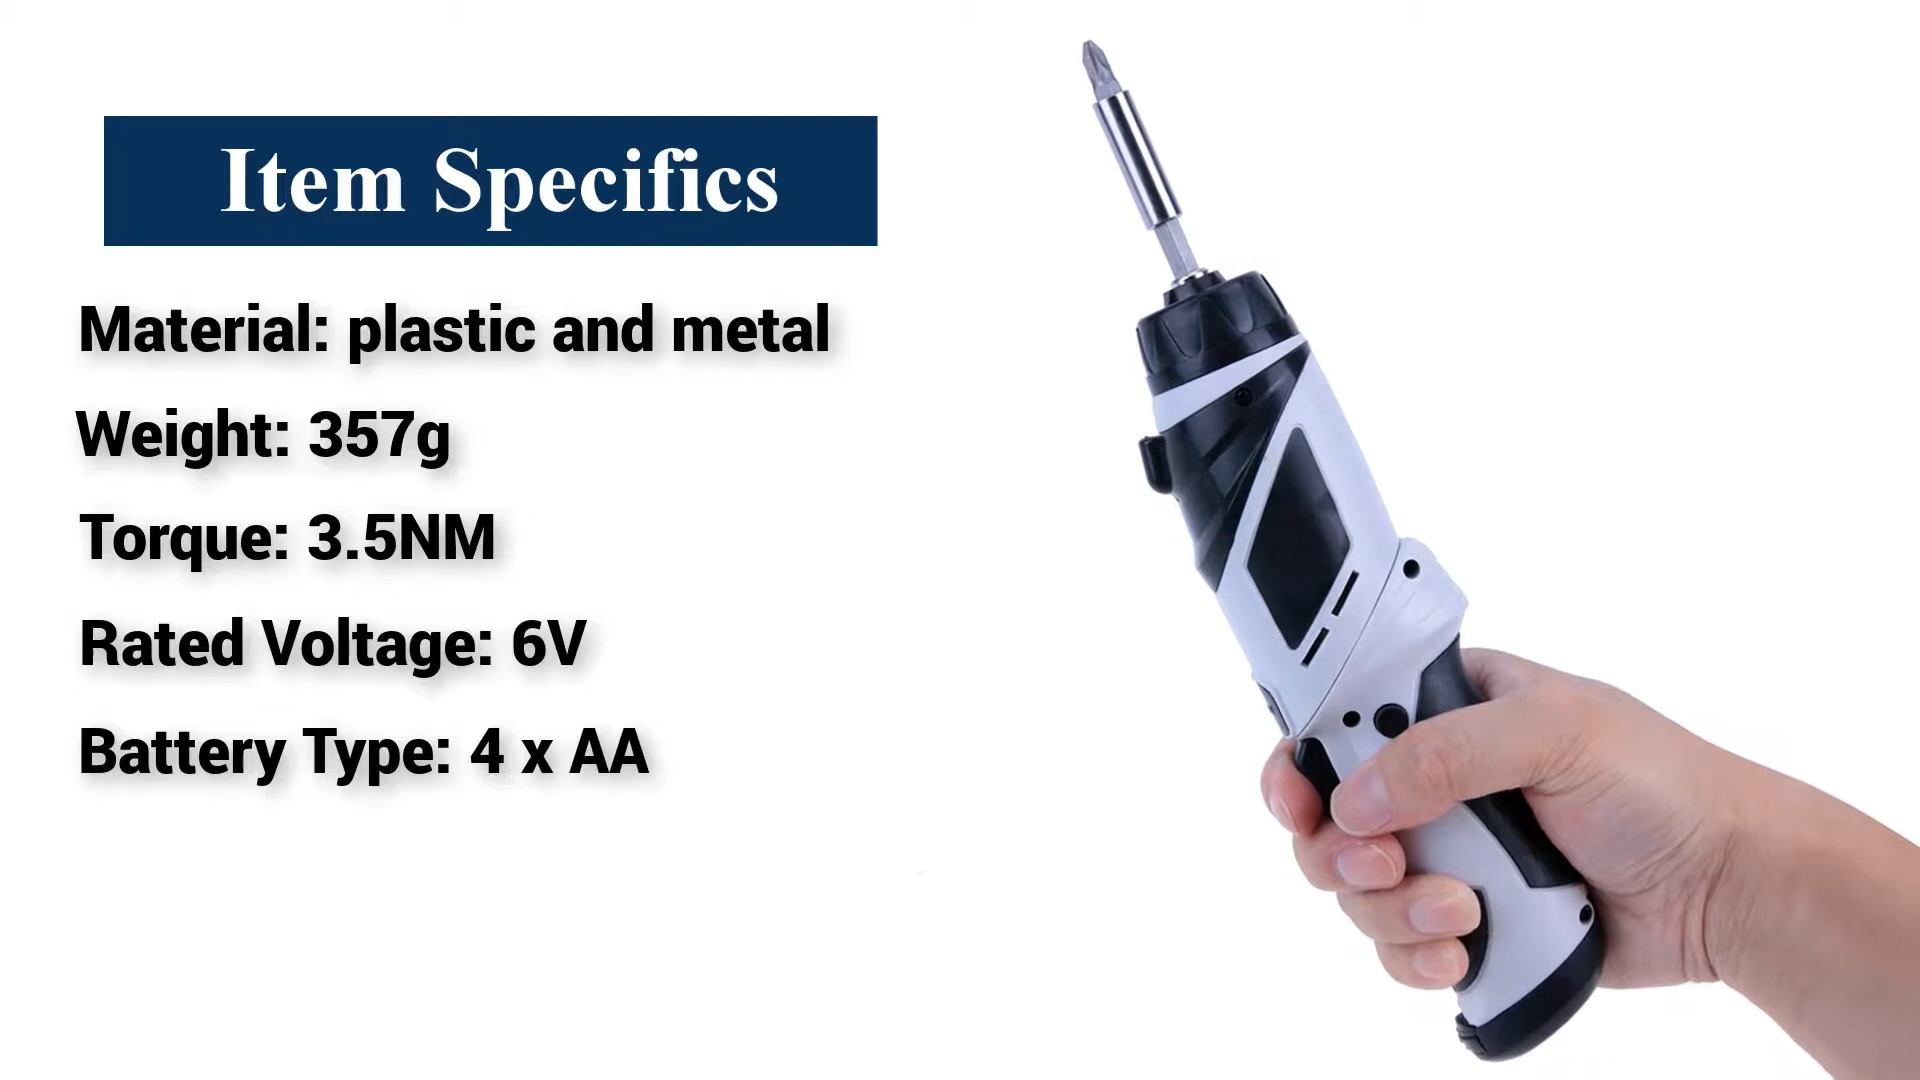 Item Specifics
Material: plastic and metal
Weight: 357g
Torque: 3.5NM
Rated Voltage: 6V
Battery Type: 4 x AA